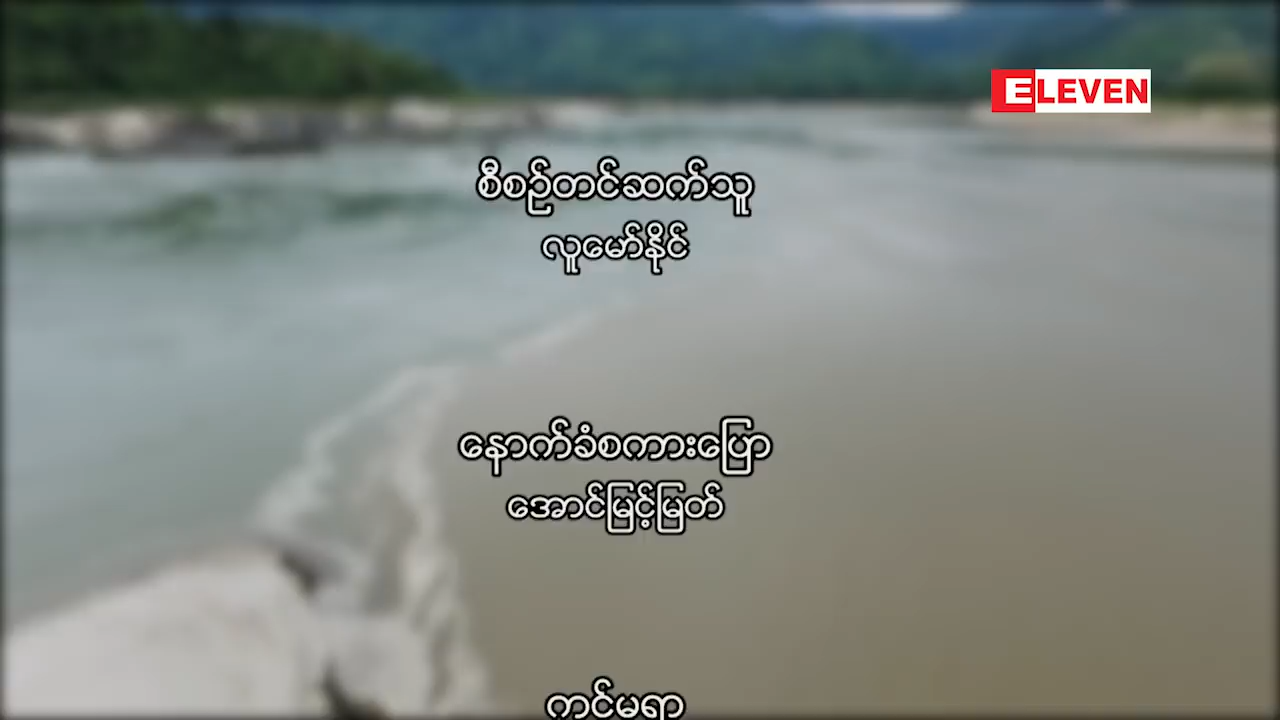 ELEVEN
စီစဉ်တင်ဆက်သူ
လူမော်နိုင်
နောက်ခံစကားပြော
အောင်မြင့်မြတ်
ကင်မရာ